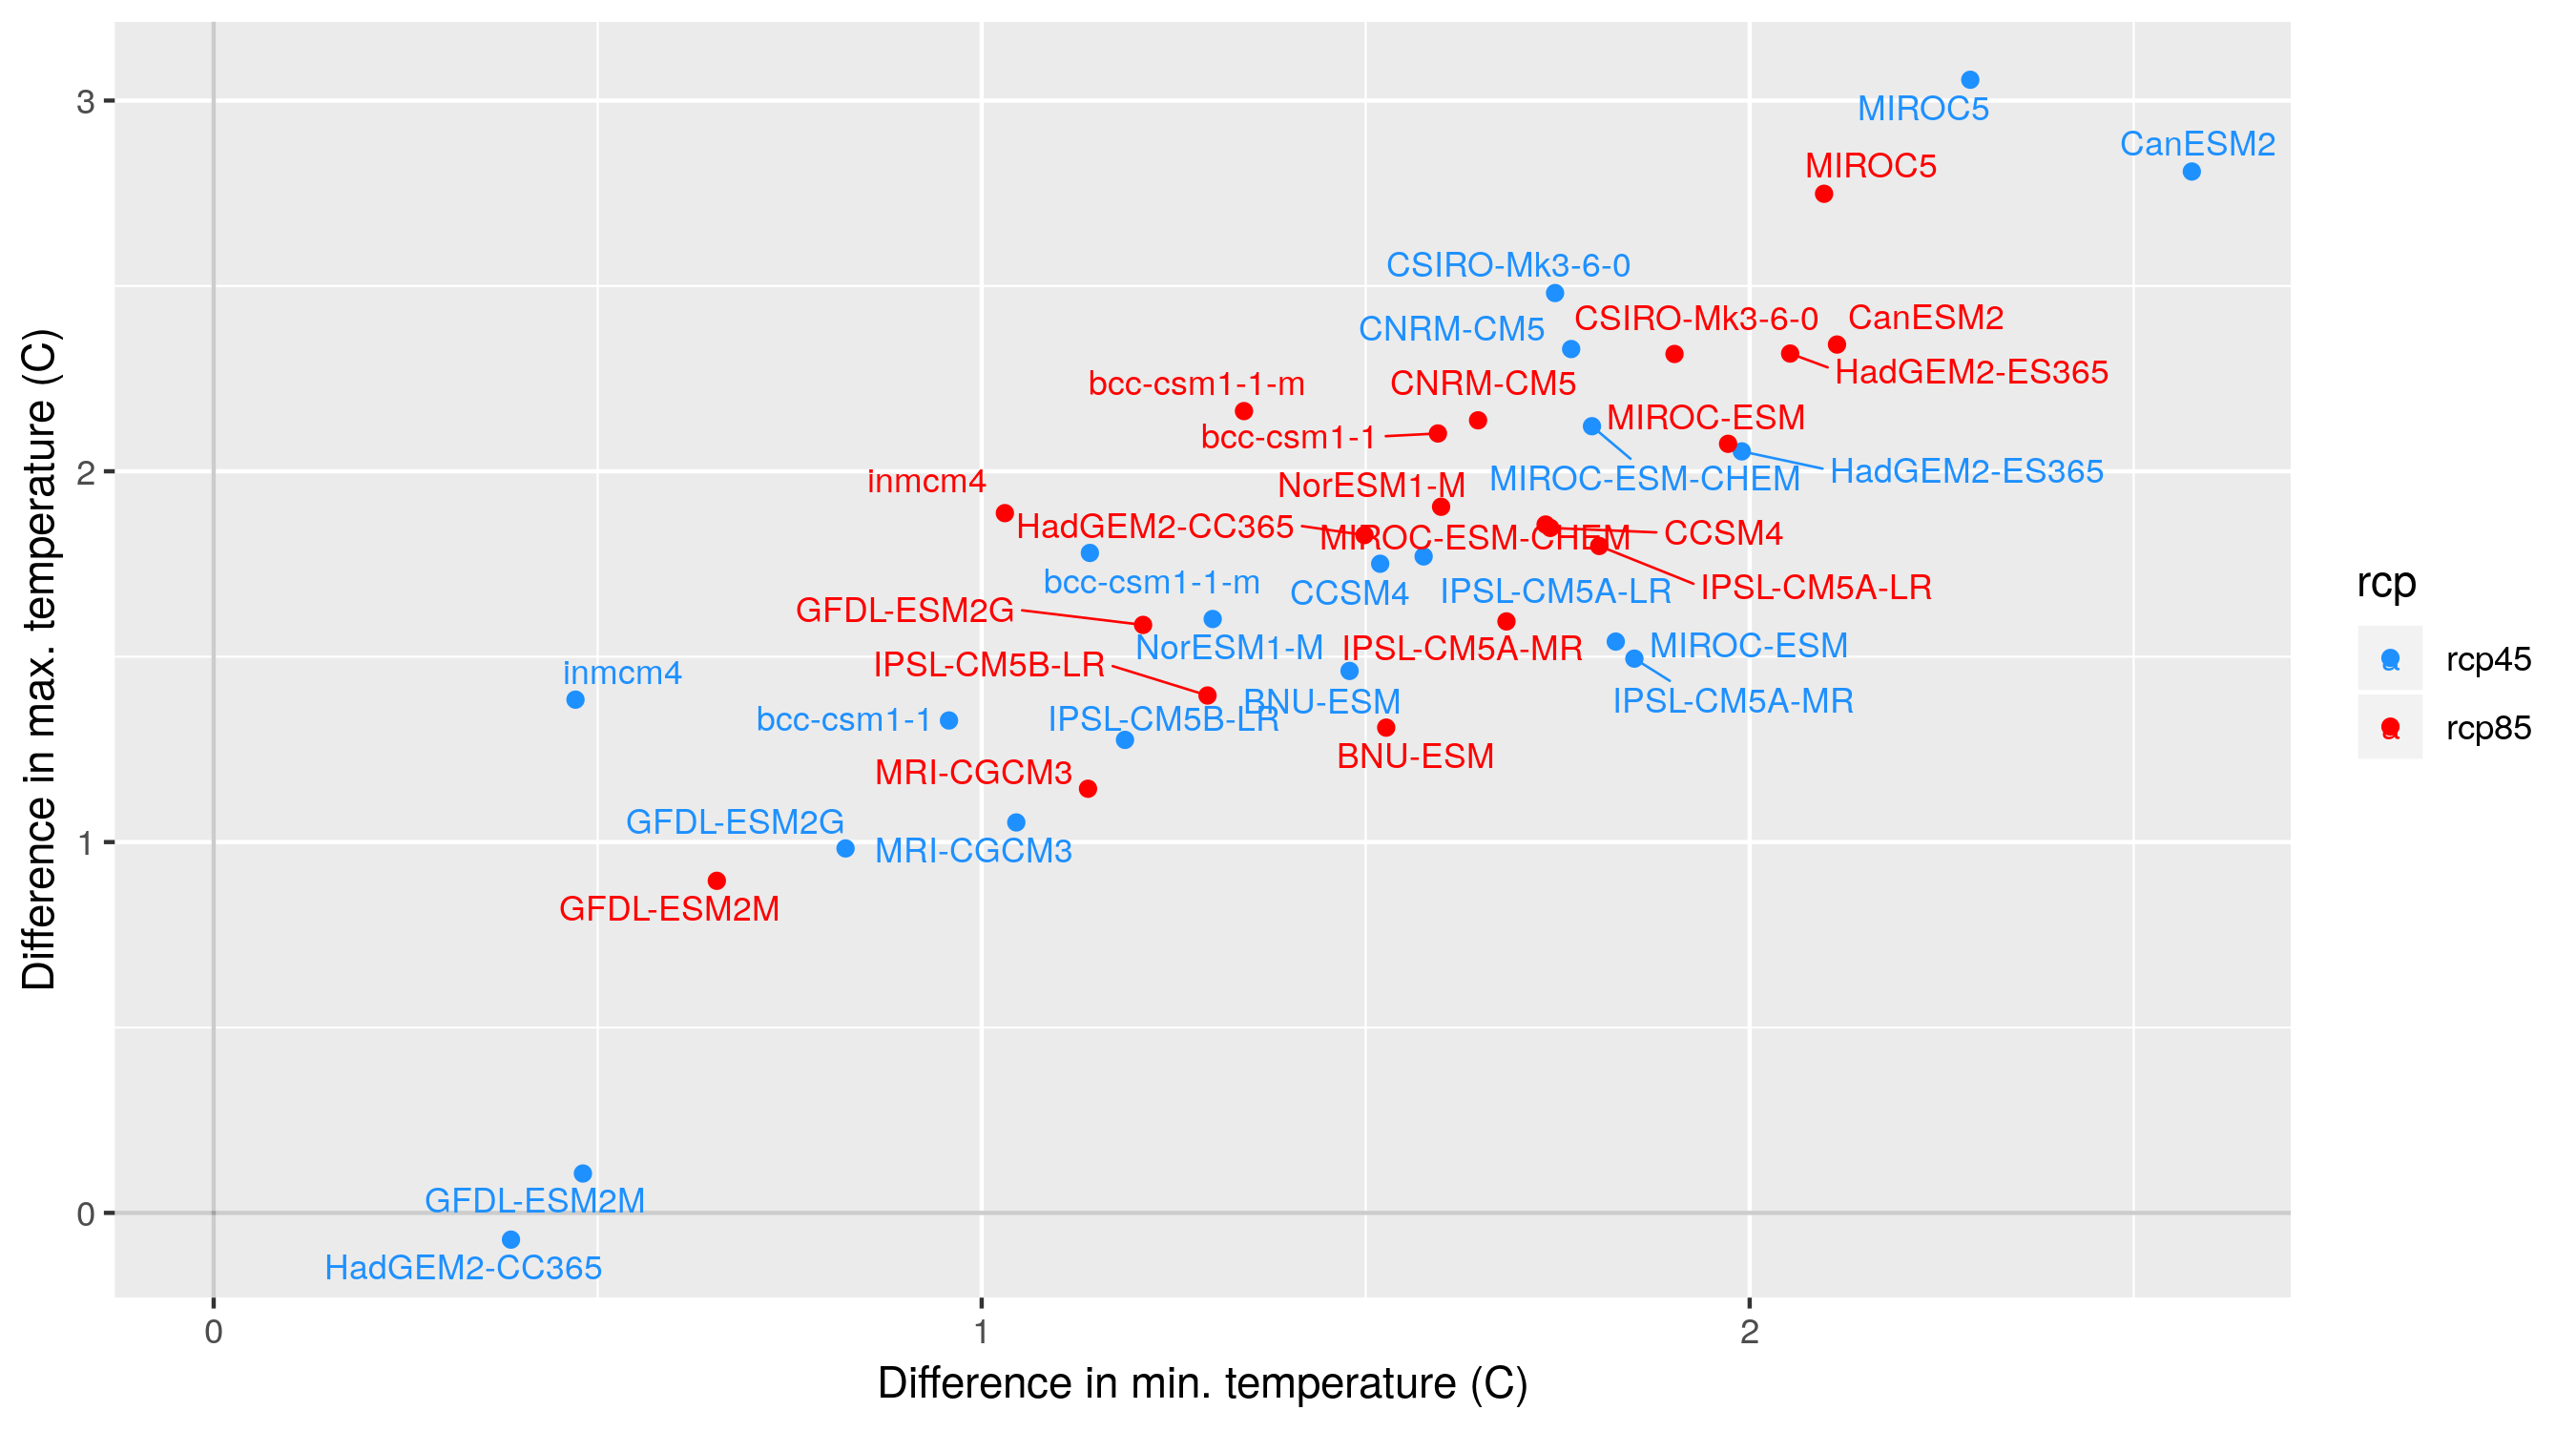 3
MIROC5
CanESM2
MIROC5
CSIRO-Mk3-6-0
CNRM-CM5
CSIRO-Mk3-6-0
CanESM2
HadGEM2-ES365
bcc-csm1-1-m
CNRM-CM5
bcc-csm1-1
MIROC-ESM
2
inmcm4
NorESM1-M
MIROC-ESM-CHEM
HadGEM2-ES365
HadGEM2-CC365
MIROC-ESM-CHEM
CCSM4
bcc-csm1-1-m
CCSM4
IPSL-CM5A-LR
IPSL-CM5A-LR
GFDL-ESM2G
NorESM1-M
IPSL-CM5A-MR
MIROC-ESM
IPSL-CM5B-LR
inmcm4
BNU-ESM
IPSL-CM5A-MR
bcc-csm1-1
IPSL-CM5B-LR
BNU-ESM
MRI-CGCM3
GFDL-ESM2G
1
MRI-CGCM3
GFDL-ESM2M
GFDL-ESM2M
0
HadGEM2-CC365
0
1
2
Difference in min. temperature (C)
Difference in max. temperature (C)
rcp
a
rcp45
a
rcp85